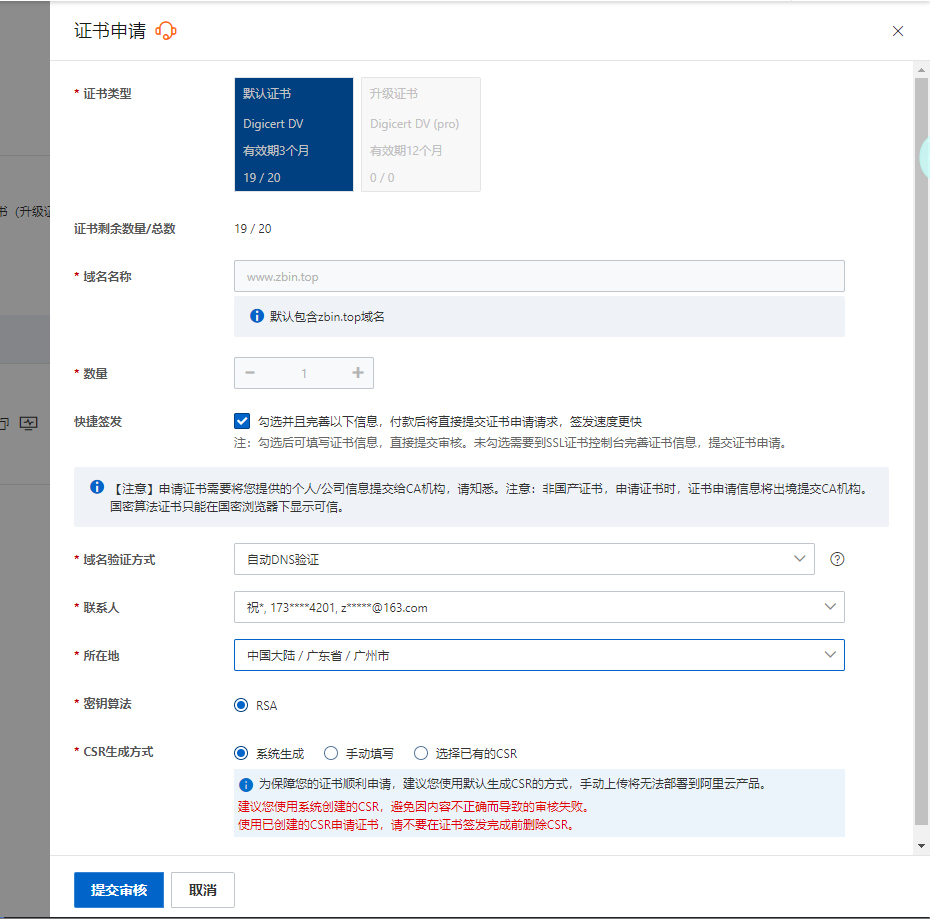 证书申请
书（升级证
* 证书类型
默认证书
Digicert DV
有效期3个月
19 / 20
升级证书
Digicert DV (pro)
有效期12个月
0 / 0
证书剩余数量/总数
19 / 20
* 域名名称
www.zbin.top
默认包含zbin.top域名
* 数量
1
快捷签发
勾选并且完善以下信息，付款后将直接提交证书申请请求，签发速度更快
注：勾选后可填写证书信息，直接提交审核。未勾选需要到SSL证书控制台完善证书信息，提交证书申请。
【注意】申请证书需要将您提供的个人/公司信息提交给CA机构，请知悉。注意：非国产证书，申请证书时，证书申请信息将出境提交CA机构。
国密算法证书只能在国密浏览器下显示可信。
* 域名验证方式
自动DNS验证
* 联系人
祝*, 173****4201, z*****@163.com
* 所在地
中国大陆 / 广东省 / 广州市
* 密钥算法
RSA
* CSR生成方式
系统生成
手动填写
选择已有的CSR
为保障您的证书顺利申请，建议您使用默认生成CSR的方式，手动上传将无法部署到阿里云产品。
建议您使用系统创建的CSR，避免因内容不正确而导致的审核失败。
使用已创建的CSR申请证书，请不要在证书签发完成前删除CSR。
提交审核
取消